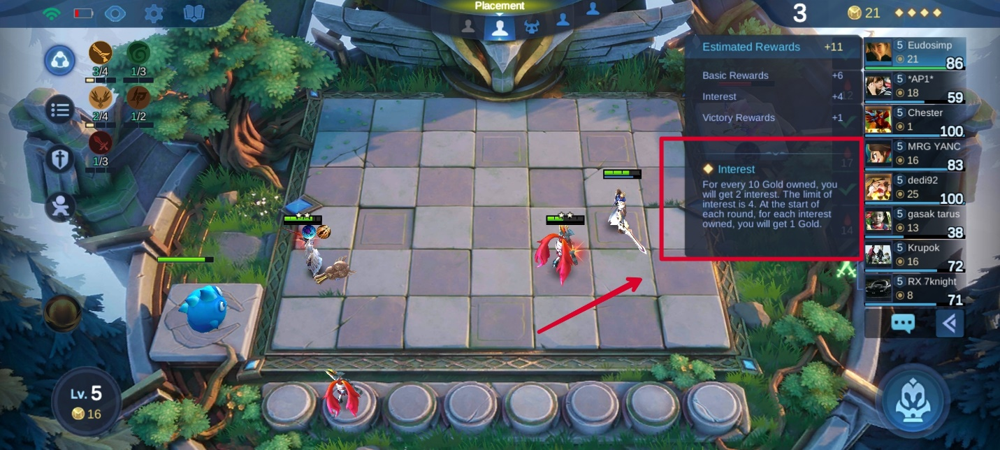 Placement
3
21
3/4
1/3
2/4
1/2
1/3
Estimated Rewards +11
Basic Rewards +6
Interest +4
Victory Rewards +1
Interest
For every 10 Gold owned, you
will get 2 interest. The limit of
interest is 4. At the start of
each round, for each interest
owned, you will get 1 Gold.
12
17
14
5 Eudosimp
21 86
5 *AP1*
18 59
5 Chester
1 100
5 MRG YANC
16 83
5 dedi92
25 100
5 gasak tarus
13 38
5 Krupok
16 72
5 RX 7knight
8 71
Lv. 5
16